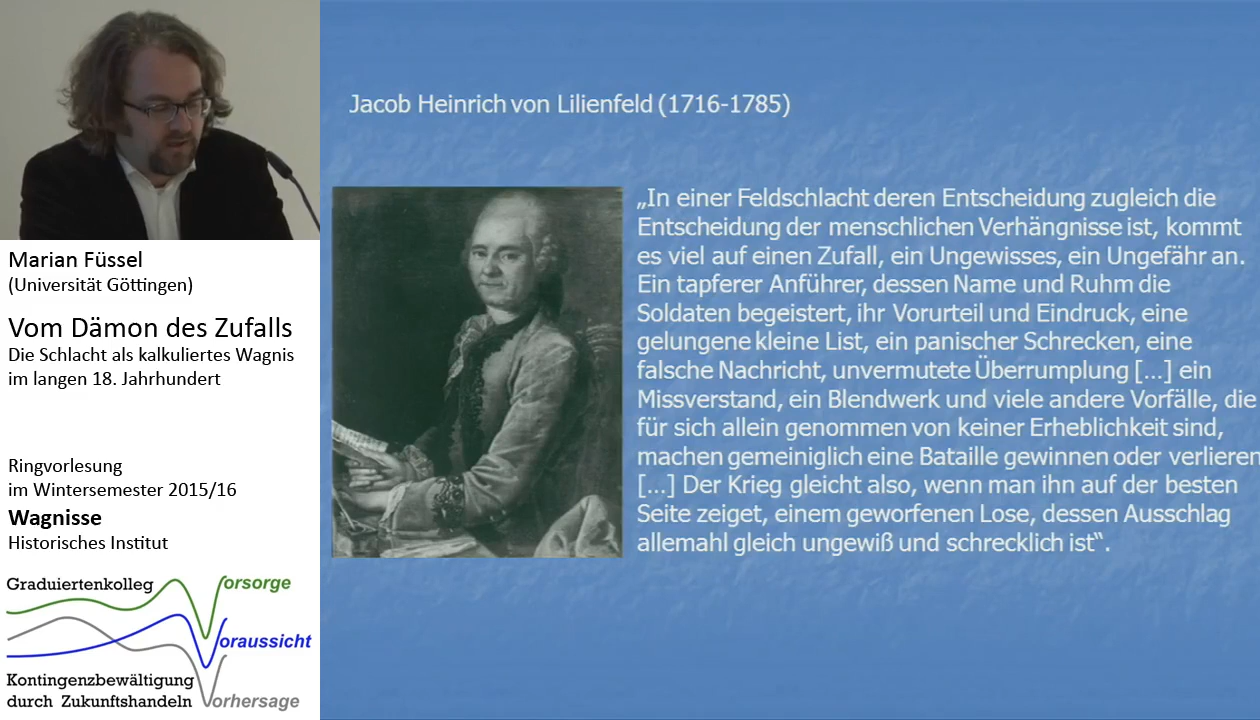 Marian Füssel
(Universität Göttingen)
Vom Dämon des Zufalls
Die Schlacht als kalkuliertes Wagnis
im langen 18. Jahrhundert
Ringvorlesung
im Wintersemester 2015/16
Wagnisse
Historisches Institut
Graduiertenkolleg
Vorsorge
Voraussicht
Kontingenzbewältigung
durch Zukunftshandeln
Vorhersage
Jacob Heinrich von Lilienfeld (1716-1785)
„In einer Feldschlacht deren Entscheidung zugleich die
Entscheidung der menschlichen Verhängnisse ist, kommt
es viel auf einen Zufall, ein Ungewisses, ein Ungefähr an.
Ein tapferer Anführer, dessen Name und Ruhm die
Soldaten begeistert, ihr Vorurteil und Eindruck, eine
gelungene kleine List, ein panischer Schrecken, eine
falsche Nachricht, unvermutete Überrumplung [...] ein
Missverstand, ein Blendwerk und viele andere Vorfälle, die
für sich allein genommen von keiner Erheblichkeit sind,
machen gemeiniglich eine Bataille gewinnen oder verlieren
[...] Der Krieg gleicht also, wenn man ihn auf der besten
Seite zeiget, einem geworfenen Lose, dessen Ausschlag
allemahl gleich ungewiß und schrecklich ist“.